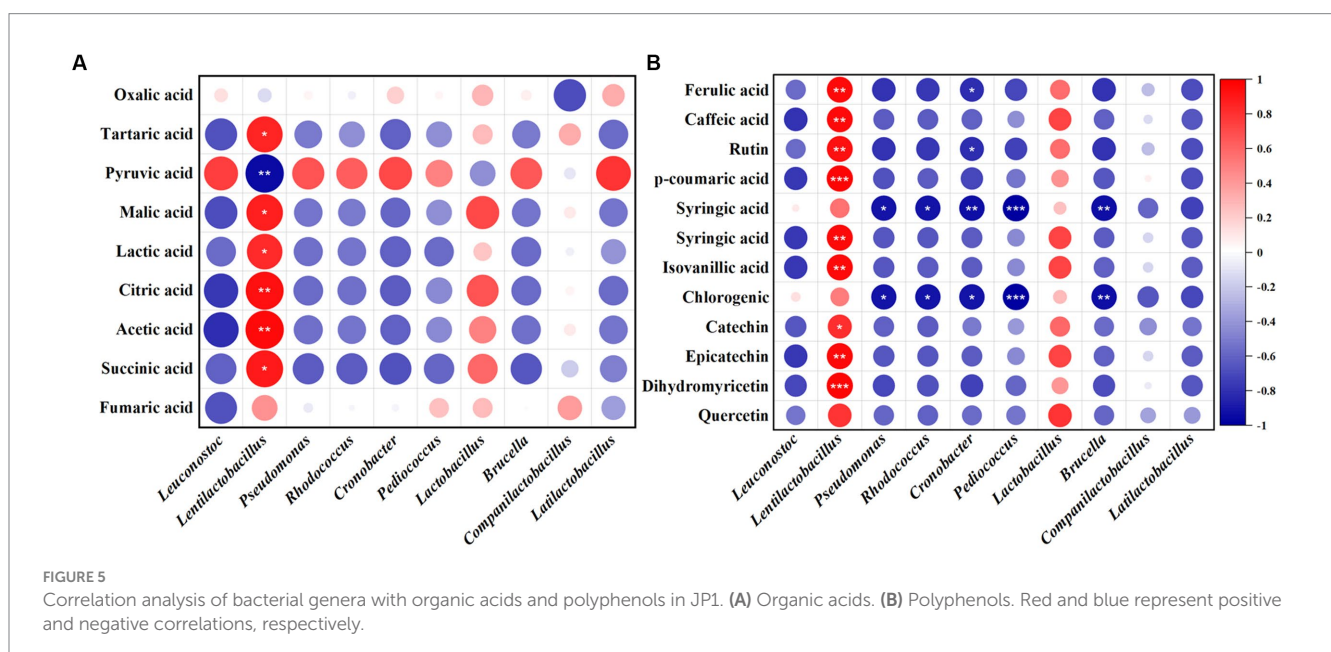 A
Oxalic acid
Tartaric acid
*
Pyruvic acid
**
Malic acid
*
Lactic acid
*
Citric acid
**
Acetic acid
**
Succinic acid
*
Fumaric acid
Leuconostoc
Lentilactobacillus
Pseudomonas
Rhodococcus
Cronobacter
Pediococcus
Lactobacillus
Brucella
Companilactobacillus
Latilactobacillus
B
Ferulic acid
** *
Caffeic acid
**
Rutin
** *
p-coumaric acid
***
Syringic acid
* * ** *** **
Syringic acid
**
Isovanillic acid
**
Chlorogenic
* * * *** **
Catechin
*
Epicatechin
**
Dihydromyricetin
***
Quercetin
Leuconostoc
Lentilactobacillus
Pseudomonas
Rhodococcus
Cronobacter
Pediococcus
Lactobacillus
Brucella
Companilactobacillus
Latilactobacillus
1
0.8
0.6
0.4
0.2
0
-0.2
-0.4
-0.6
-0.8
-1
FIGURE 5
Correlation analysis of bacterial genera with organic acids and polyphenols in JP1. (A) Organic acids. (B) Polyphenols. Red and blue represent positive
and negative correlations, respectively.